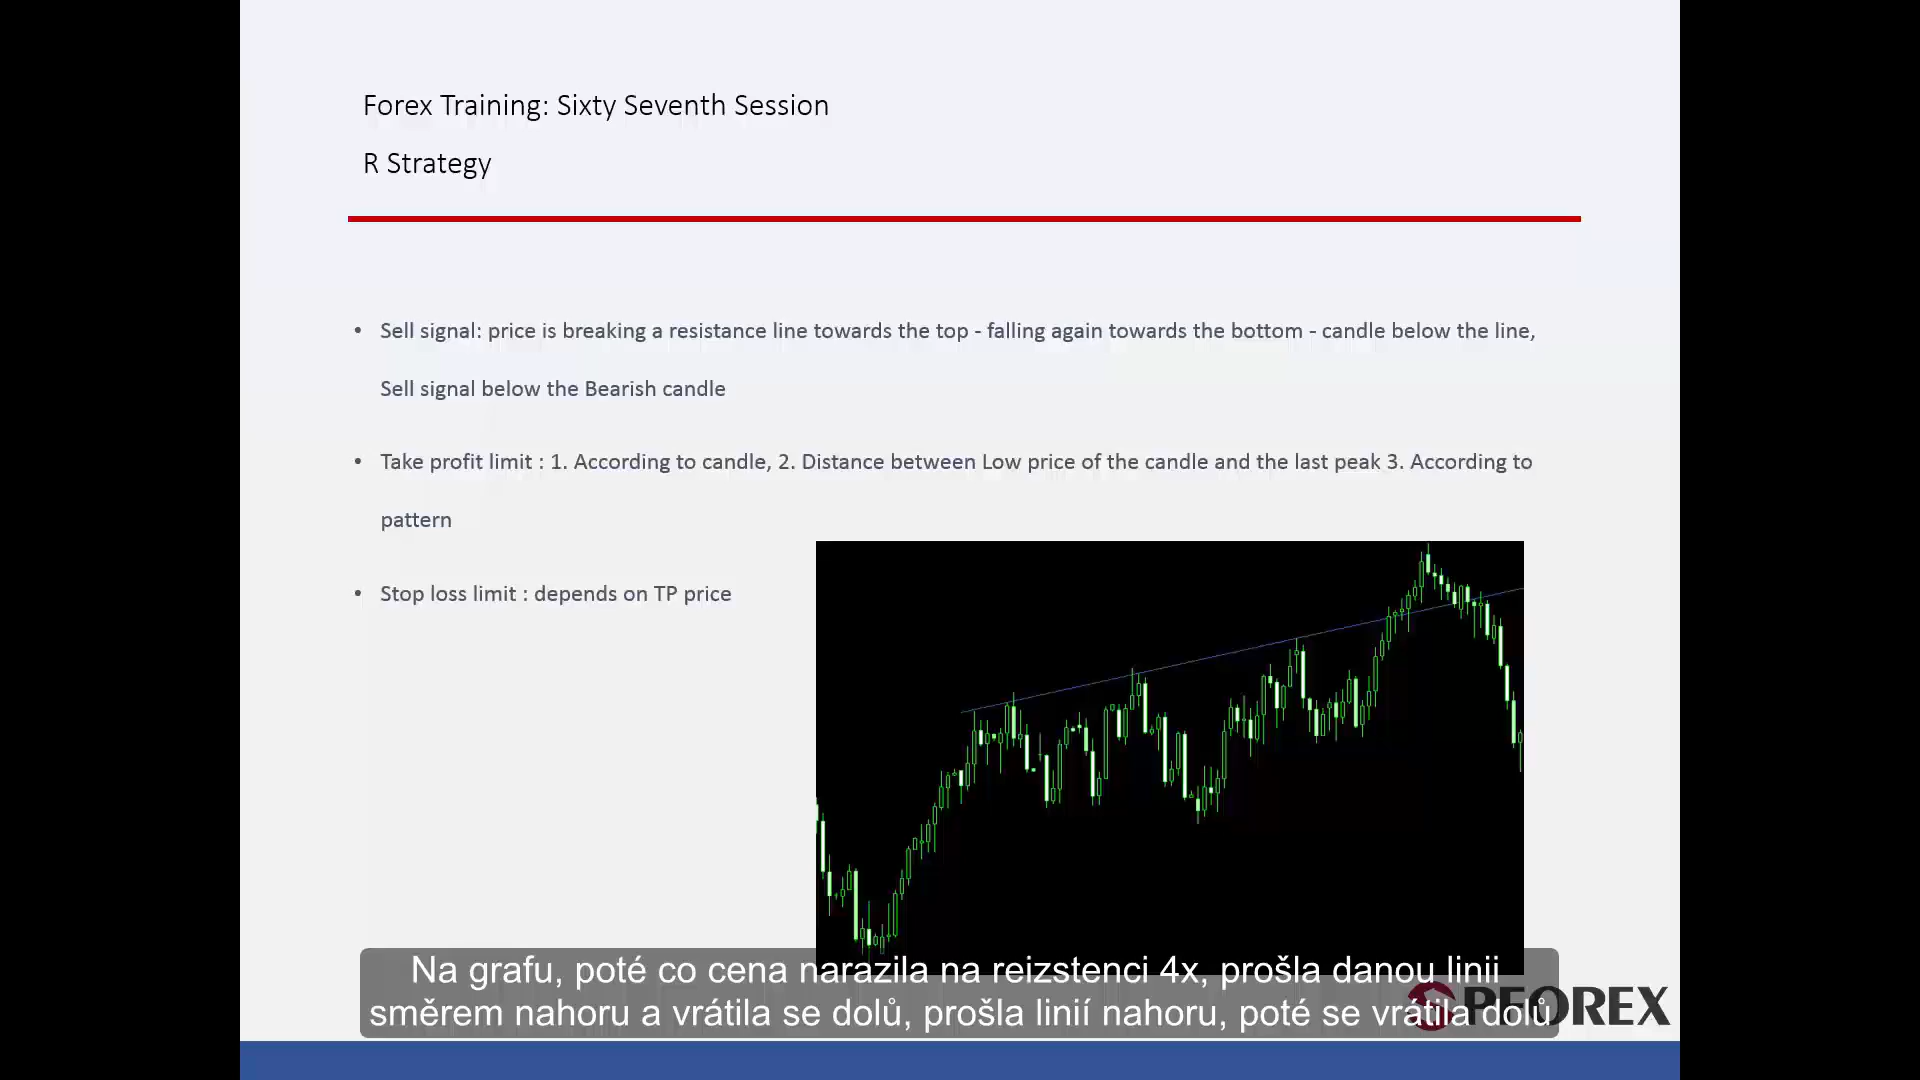 Forex Training: Sixty Seventh Session
R Strategy
• Sell signal: price is breaking a resistance line towards the top - falling again towards the bottom - candle below the line,
Sell signal below the Bearish candle
• Take profit limit : 1. According to candle, 2. Distance between Low price of the candle and the last peak 3. According to
pattern
• Stop loss limit : depends on TP price
Na grafu, poté co cena narazila na reizstenci 4x, prošla danou linii
směrem nahoru a vrátila se dolů, prošla linií nahoru, poté se vrátila dolů
PFOREX